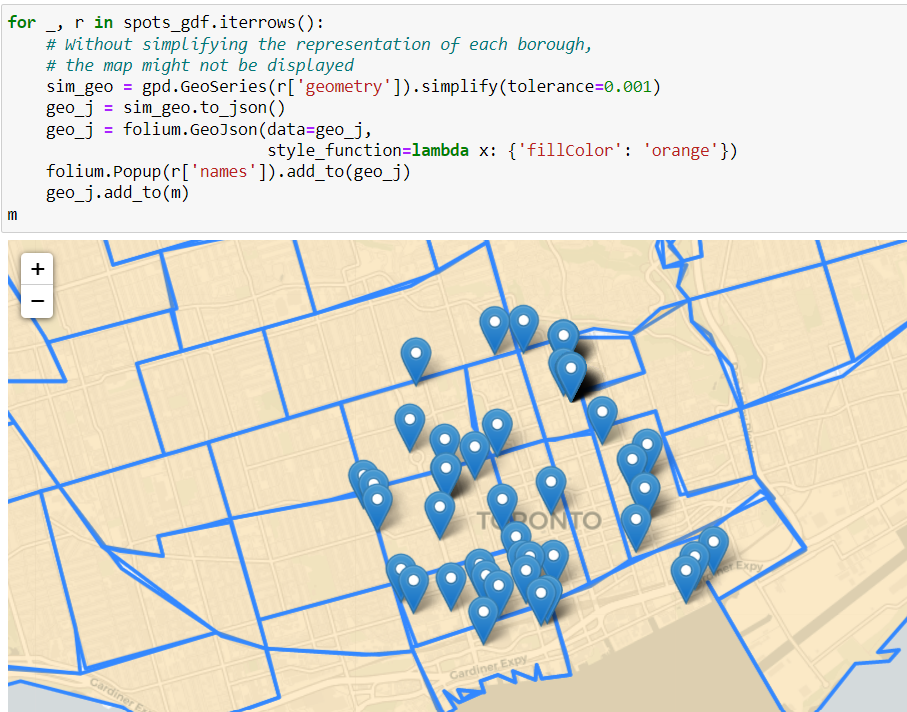 for _, r in spots_gdf.iterrows():
    # Without simplifying the representation of each borough,
    # the map might not be displayed
    sim_geo = gpd.GeoSeries(r['geometry']).simplify(tolerance=0.001)
    geo_j = sim_geo.to_json()
    geo_j = folium.GeoJson(data=geo_j,
                           style_function=lambda x: {'fillColor': 'orange'})
    folium.Popup(r['names']).add_to(geo_j)
    geo_j.add_to(m)
m
+
−
TORONTO
Expy
Gardiner Expy
Gardiner